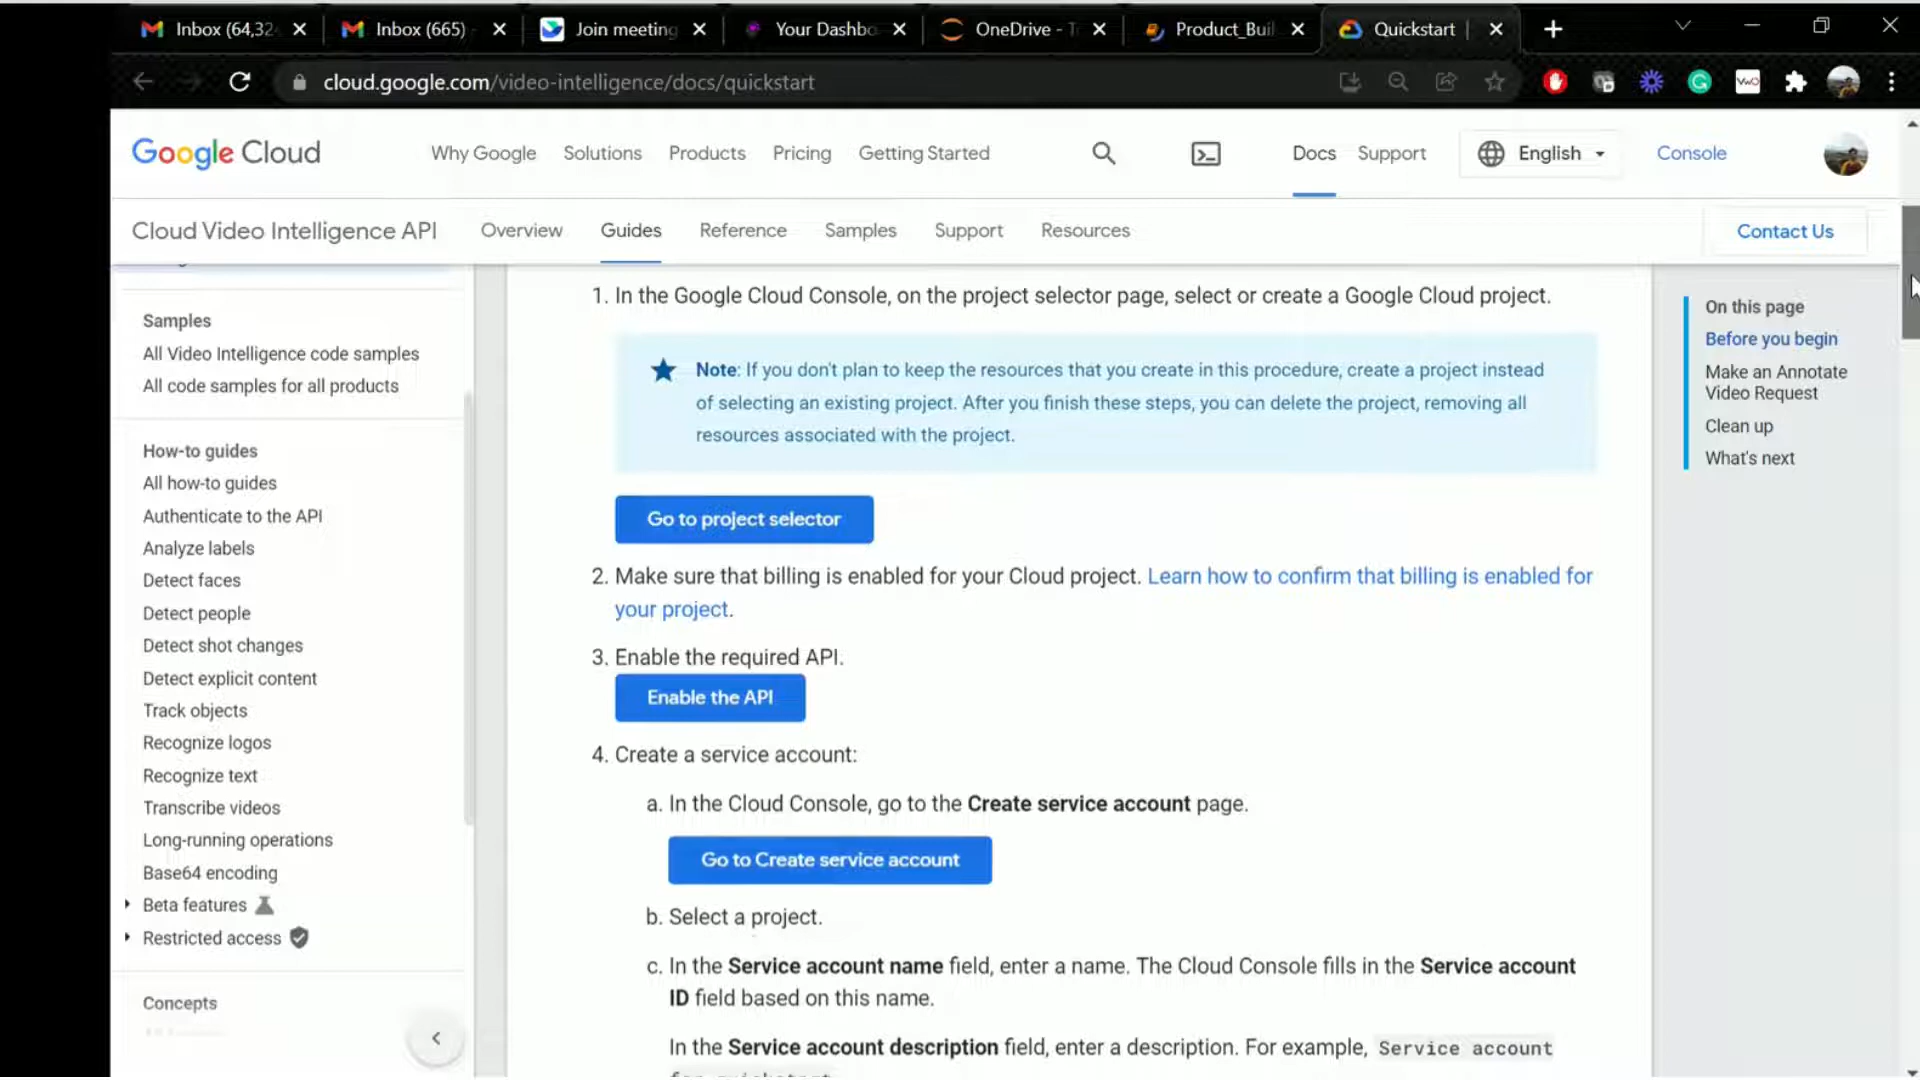 Inbox (64,32
Inbox (665)
Join meeting
Your Dashbo
OneDrive - T
Product_Buil
Quickstart |
cloud.google.com/video-intelligence/docs/quickstart
Google Cloud
Why Google
Solutions
Products
Pricing
Getting Started
Docs
Support
English
Console
Cloud Video Intelligence API
Overview
Guides
Reference
Samples
Support
Resources
Contact Us
Samples
All Video Intelligence code samples
All code samples for all products
How-to guides
All how-to guides
Authenticate to the API
Analyze labels
Detect faces
Detect people
Detect shot changes
Detect explicit content
Track objects
Recognize logos
Recognize text
Transcribe videos
Long-running operations
Base64 encoding
Beta features
Restricted access
Concepts
1. In the Google Cloud Console, on the project selector page, select or create a Google Cloud project.
Note: If you don't plan to keep the resources that you create in this procedure, create a project instead
of selecting an existing project. After you finish these steps, you can delete the project, removing all
resources associated with the project.
Go to project selector
2. Make sure that billing is enabled for your Cloud project. Learn how to confirm that billing is enabled for
your project.
3. Enable the required API.
Enable the API
4. Create a service account:
a. In the Cloud Console, go to the Create service account page.
Go to Create service account
b. Select a project.
c. In the Service account name field, enter a name. The Cloud Console fills in the Service account
ID field based on this name.
In the Service account description field, enter a description. For example, Service account
On this page
Before you begin
Make an Annotate
Video Request
Clean up
What's next